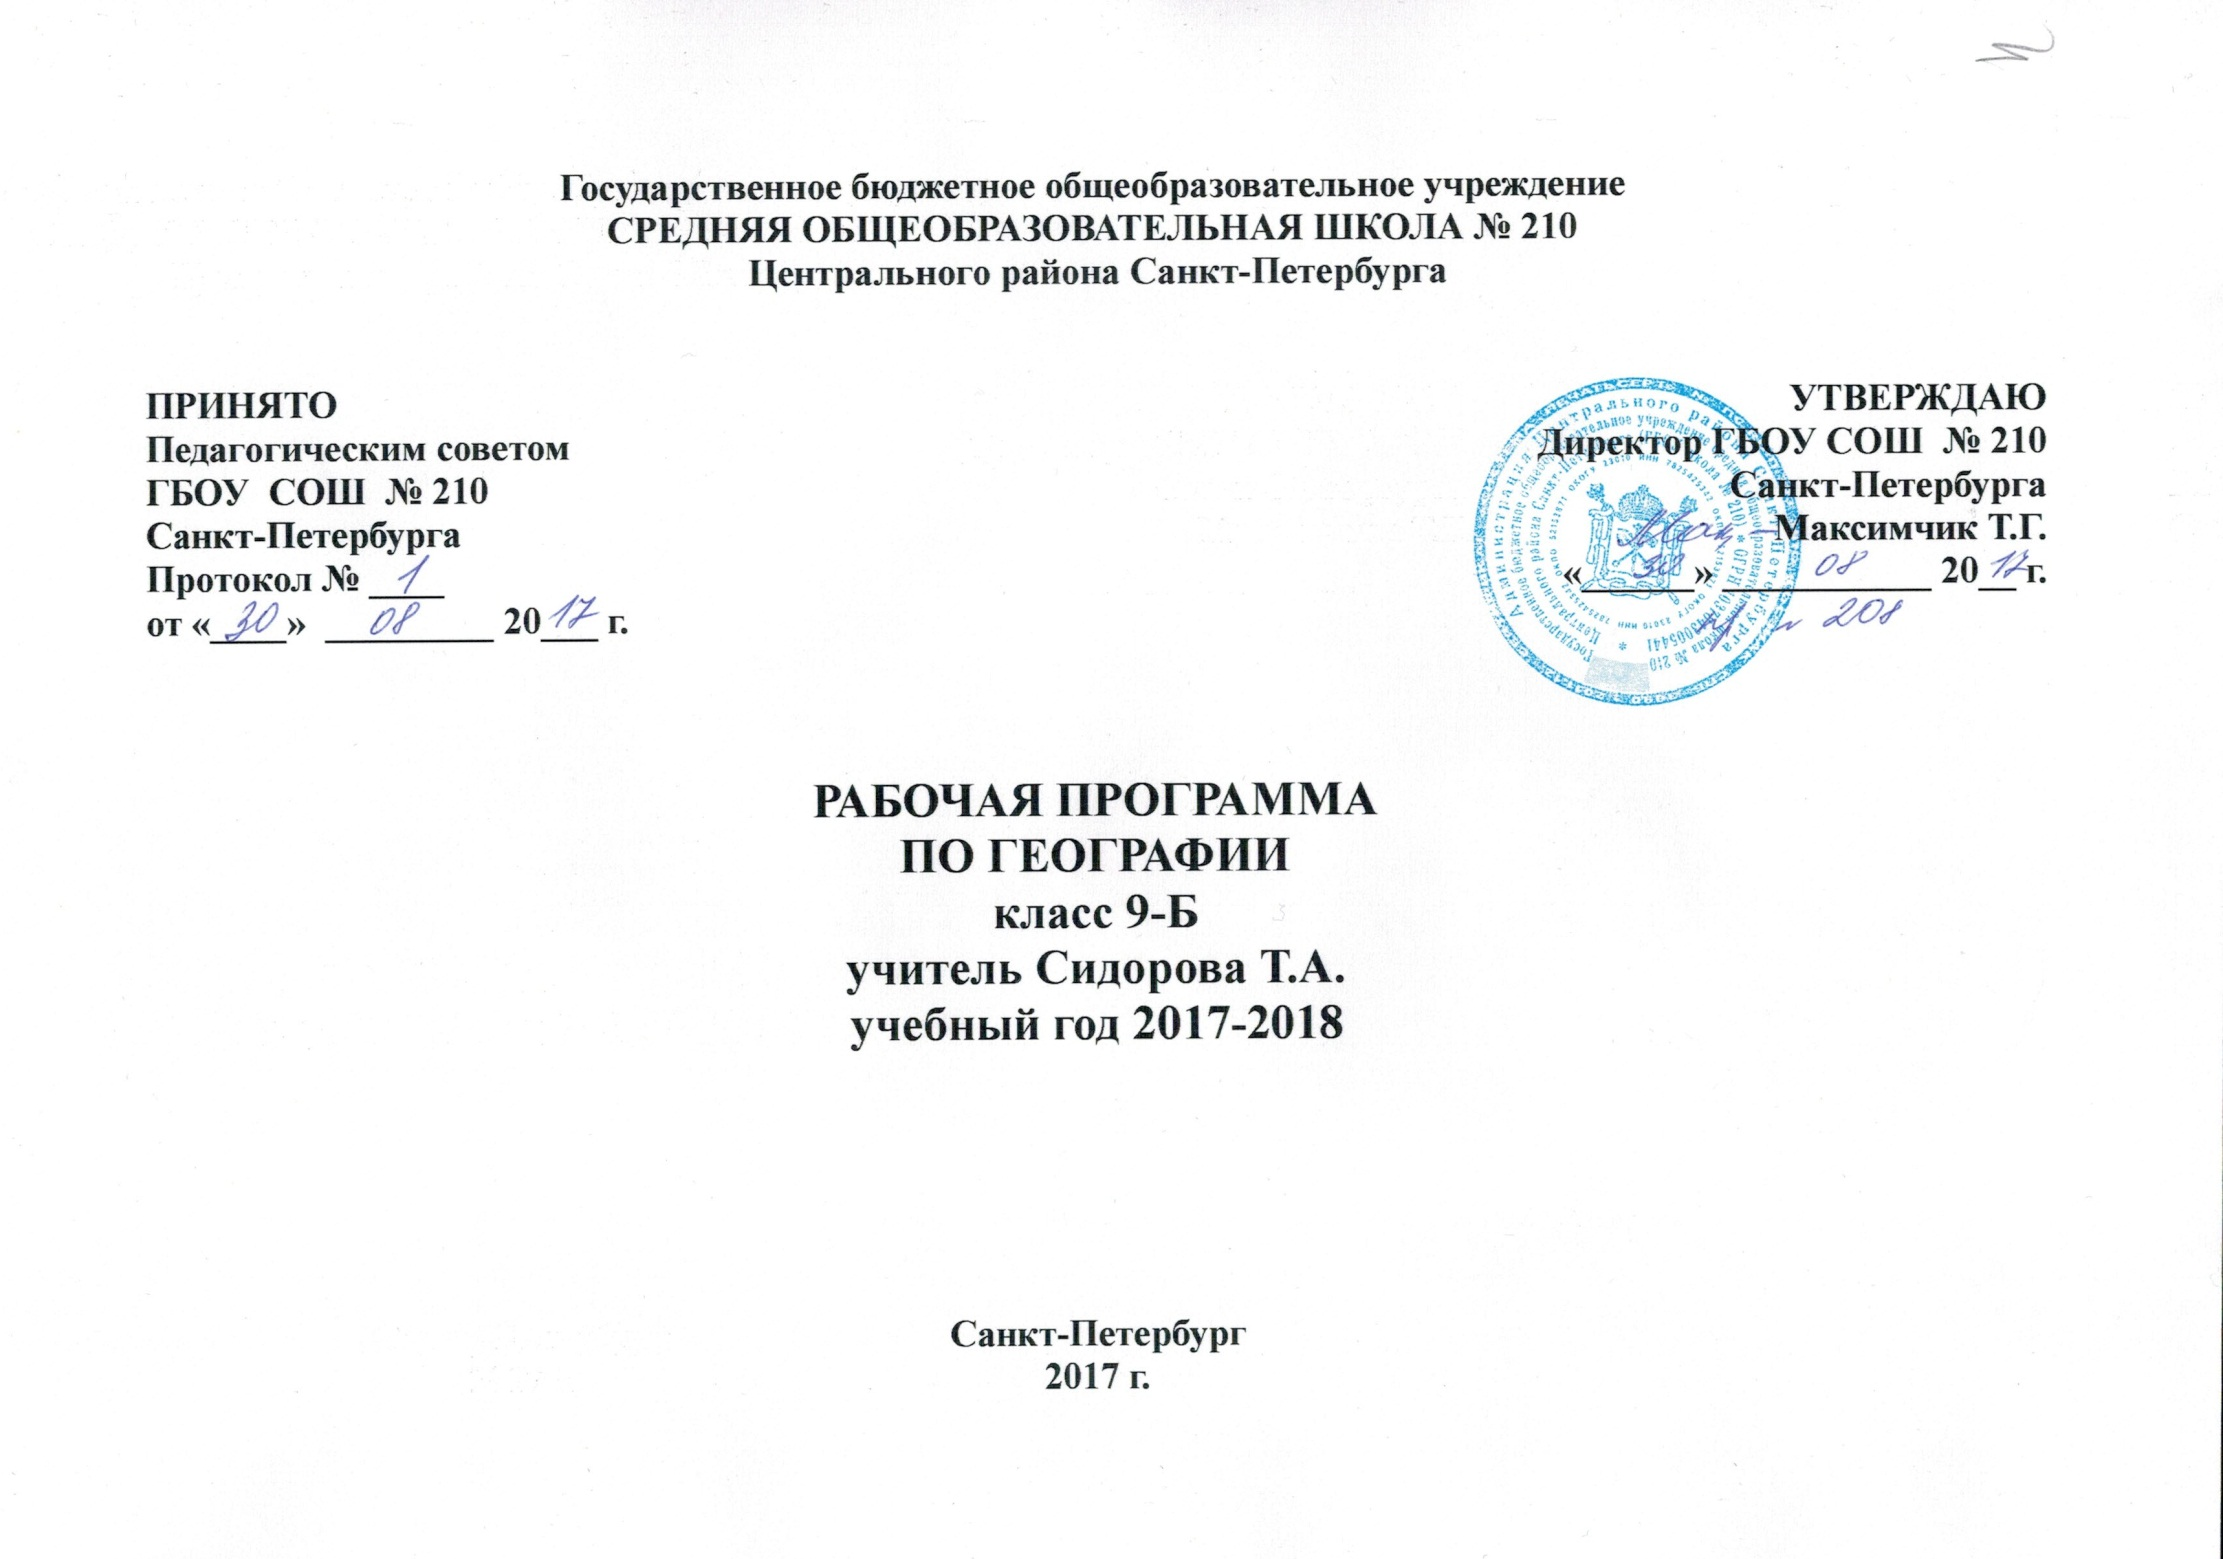 Государственное бюджетное общеобразовательное учреждение
СРЕДНЯЯ ОБЩЕОБРАЗОВАТЕЛЬНАЯ ШКОЛА № 210
Центрального района Санкт-Петербурга
ПРИНЯТО
Педагогическим советом
ГБОУ СОШ № 210
Санкт-Петербурга
Протокол № 1
от «30» 08 2017 г.
УТВЕРЖДАЮ
Директор ГБОУ СОШ № 210
Санкт-Петербурга
Максимчик Т.Г.
«30» 08 2017 г.
208
РАБОЧАЯ ПРОГРАММА
ПО ГЕОГРАФИИ
класс 9-Б
учитель Сидорова Т.А.
учебный год 2017-2018
Санкт-Петербург
2017 г.